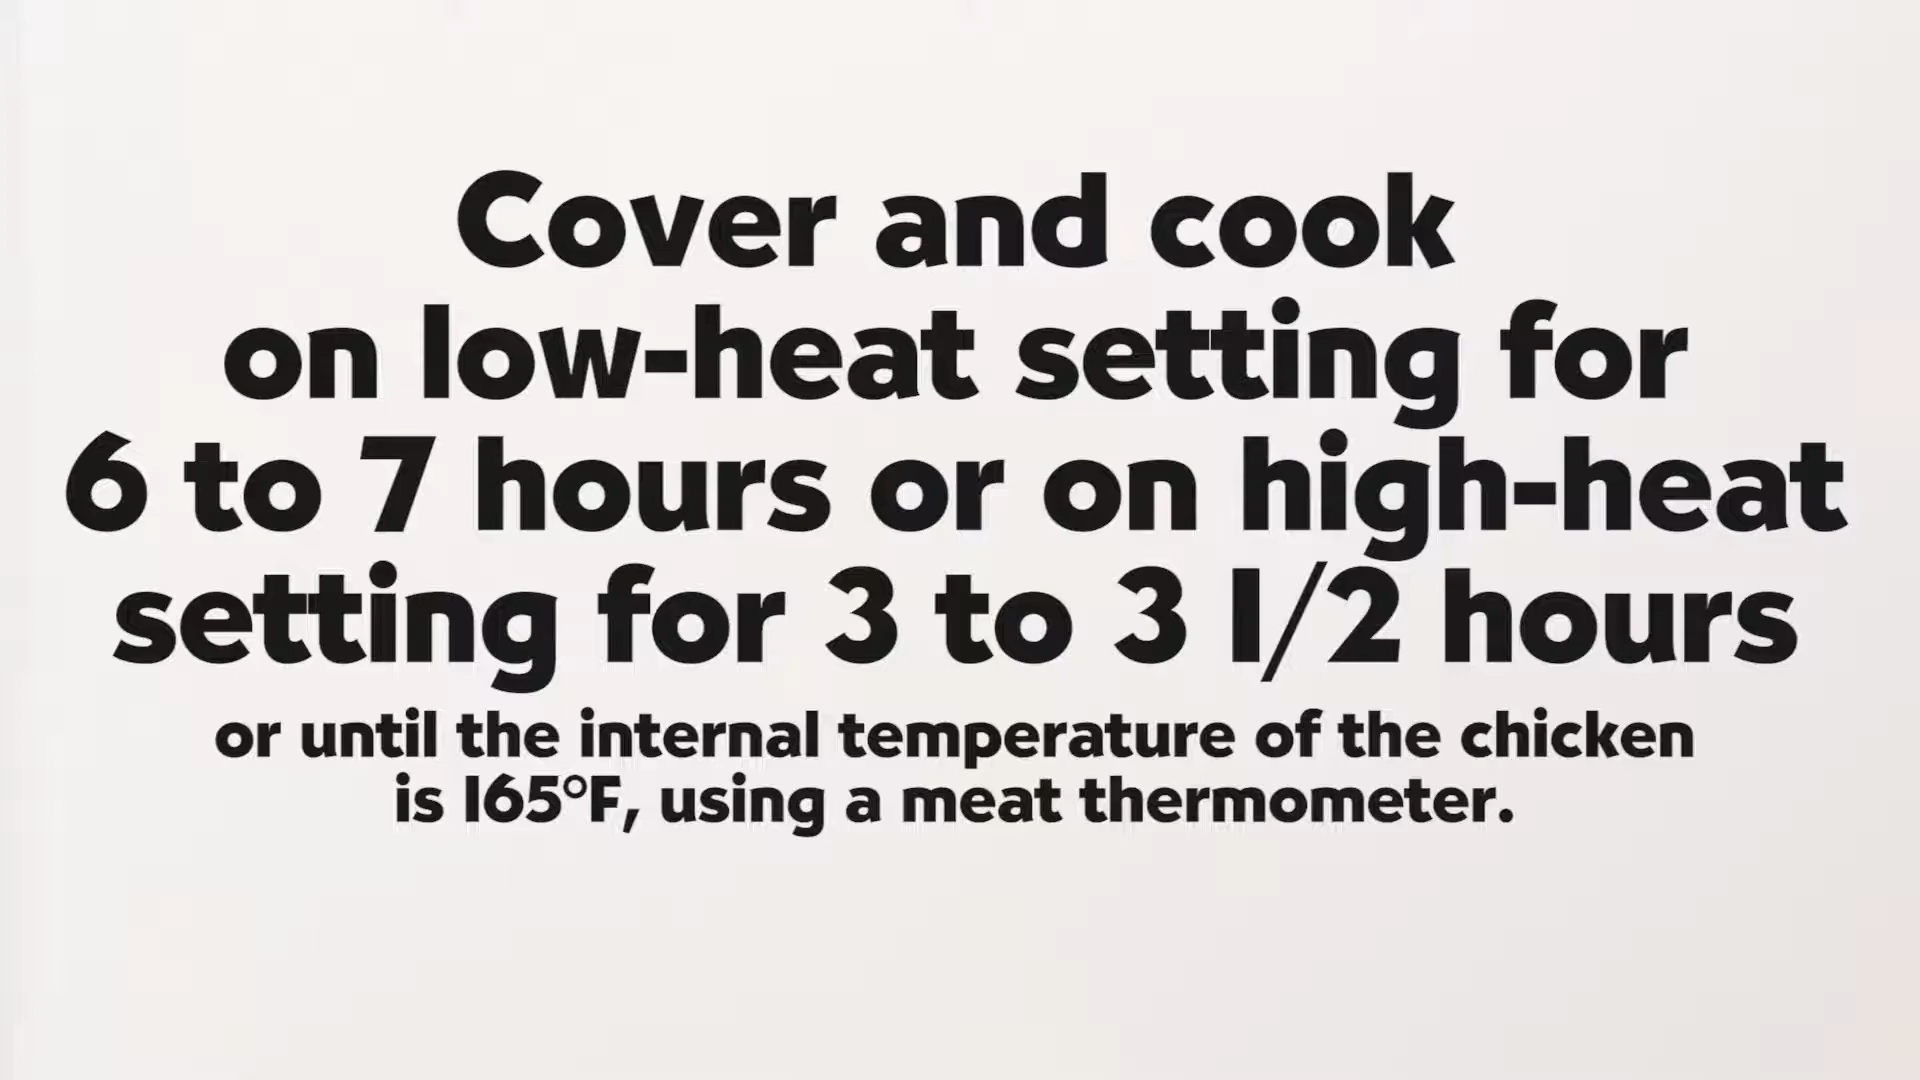 Cover and cook
on low-heat setting for
6 to 7 hours or on high-heat
setting for 3 to 3 1/2 hours
or until the internal temperature of the chicken
is 165°F, using a meat thermometer.